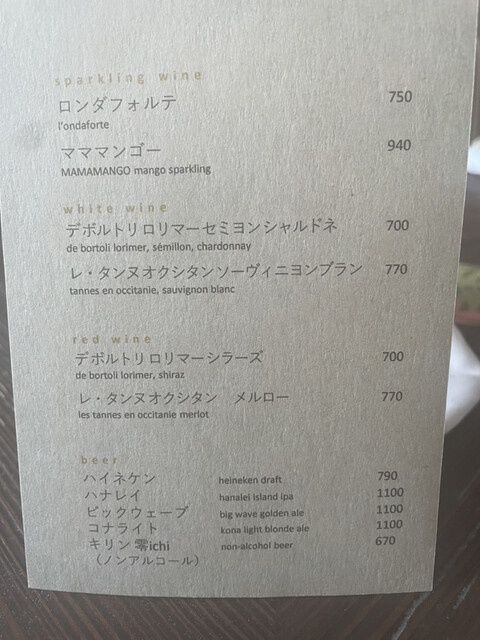 sparkling wine
ロンダフォルテ 750
l'ondaforte
マママンゴー 940
MAMAMANGO mango sparkling
white wine
デボルトリ ロリマーセミヨンシャルドネ 700
de bortoli lorimer, sèmillon, chardonnay
レ・タンヌオクシタンソーヴィニヨンブラン 770
tannes en occitanie, sauvignon blanc
red wine
デボルトリ ロリマーシラーズ 700
de bortoli lorimer, shiraz
レ・タンヌオクシタン　メルロー 770
les tannes en occitanie merlot
beer
ハイネケン heineken draft 790
ハナレイ hanalei island ipa 1100
ビックウェーブ big wave golden ale 1100
コナライト kona light blonde ale 1100
キリン 零ichi non-alcohol beer 670
（ノンアルコール）